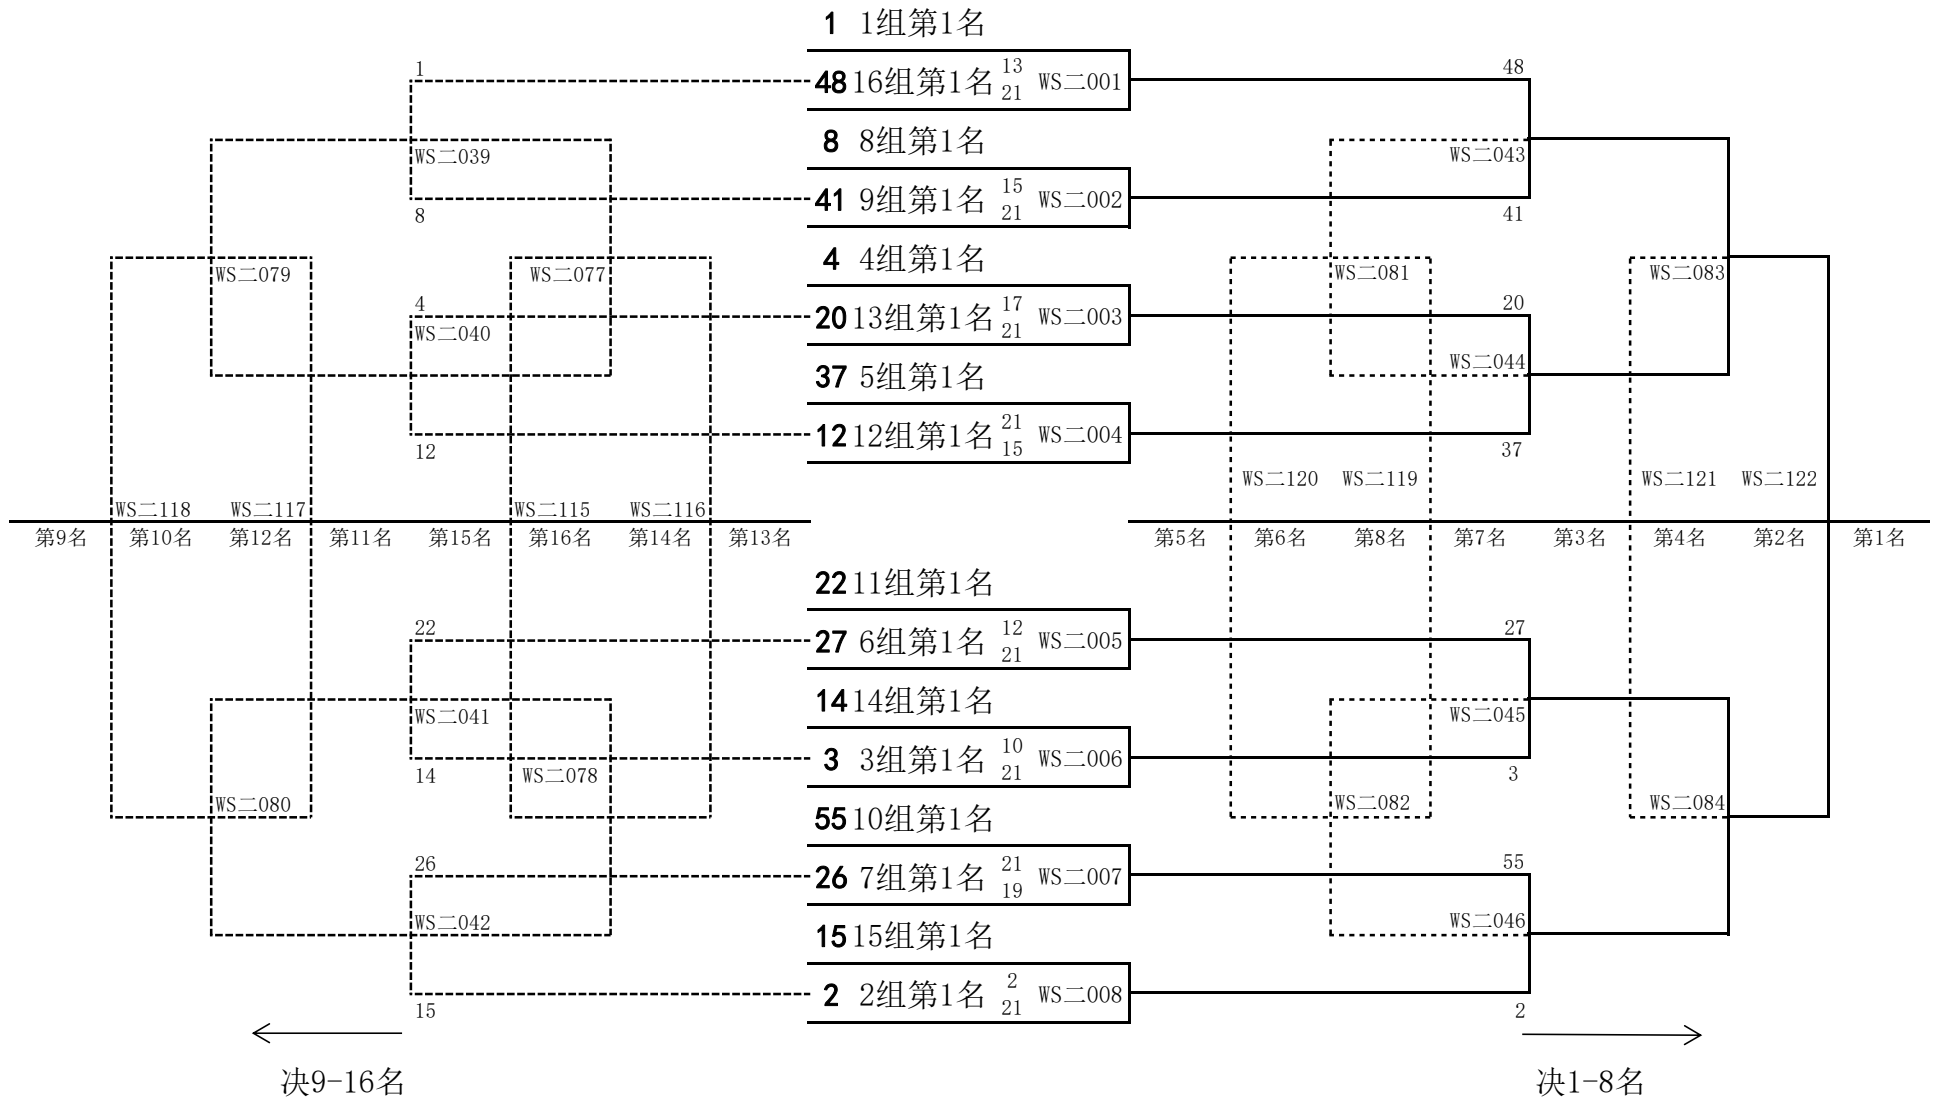 1 1组第1名
1
48 16组第1名 13 21 WS二001
48
8 8组第1名
WS二039
WS二043
41 9组第1名 15 21 WS二002
8
41
4 4组第1名
WS二079
WS二077
WS二081
WS二083
4
20 13组第1名 17 21 WS二003
20
WS二040
37 5组第1名
WS二044
12 12组第1名 21 15 WS二004
12
37
WS二120
WS二119
WS二121
WS二122
WS二118
WS二117
WS二115
WS二116
第9名 第10名 第12名 第11名 第15名 第16名 第14名 第13名
第5名 第6名 第8名 第7名 第3名 第4名 第2名 第1名
22 11组第1名
22
27 6组第1名 12 21 WS二005
27
14 14组第1名
WS二041
WS二045
3 3组第1名 10 21 WS二006
14
WS二078
3
WS二080
55 10组第1名
WS二082
WS二084
26
26 7组第1名 21 19 WS二007
55
WS二042
15 15组第1名
WS二046
2 2组第1名 2 21 WS二008
15
2
决9-16名
决1-8名